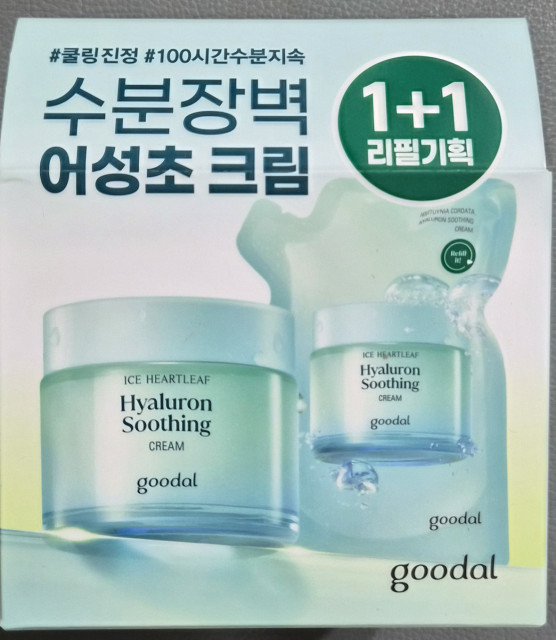 #쿨링진정 #100시간수분지속
수분장벽
어성초 크림
1+1
리필기획
HOUTTUYNIA CORDATA
HYALURON SOOTHING
CREAM
Refill
It!
ICE HEARTLEAF
Hyaluron
Soothing
CREAM
goodal
ICE HEARTLEAF
Hyaluron
Soothing
CREAM
goodal
goodal
goodal